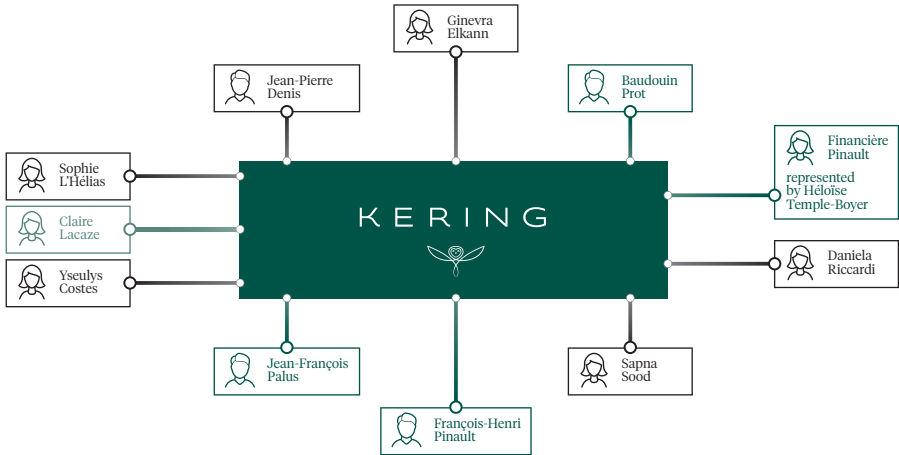 Ginevra
Elkann
Jean-Pierre
Denis
Baudouin
Prot
Financière
Pinault
represented
by Héloïse
Temple-Boyer
Sophie
L'Hélias
Claire
Lacaze
KERING
Yseulys
Costes
Daniela
Riccardi
Jean-François
Palus
Sapna
Sood
François-Henri
Pinault